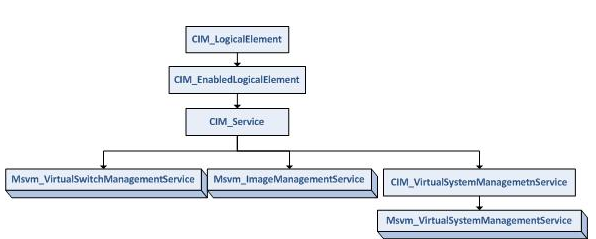 CIM_LogicalElement
CIM_EnabledLogicalElement
CIM_Service
Msvm_VirtualSwitchManagementService
Msvm_ImageManagementService
CIM_VirtualSystemManagemetnService
Msvm_VirtualSystemManagementService